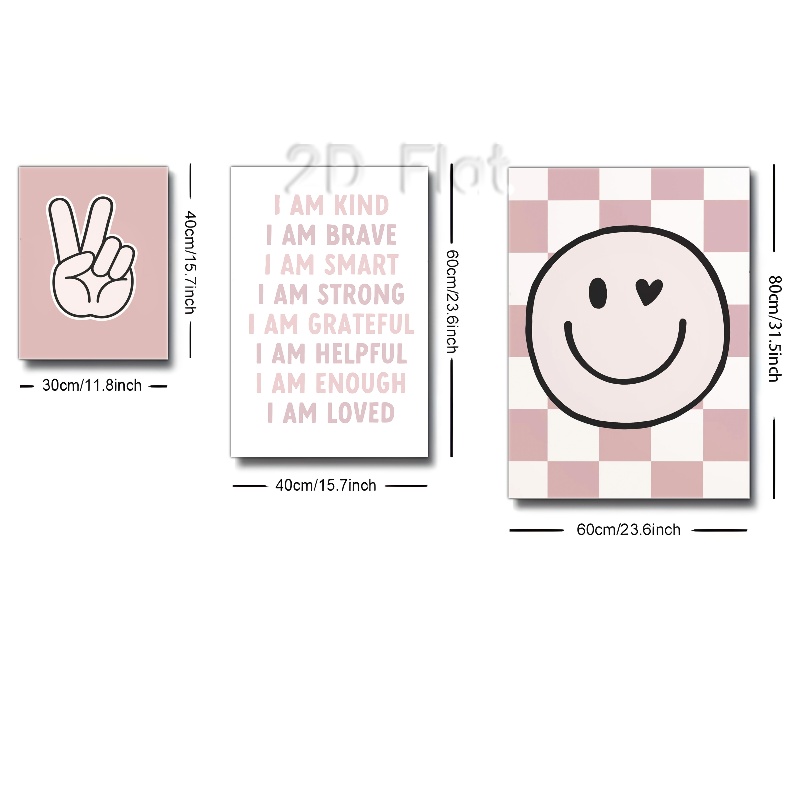 2D Flat
I AM KIND
I AM BRAVE
I AM SMART
I AM STRONG
I AM GRATEFUL
I AM HELPFUL
I AM ENOUGH
I AM LOVED
40cm/15.7inch
30cm/11.8inch
60cm/23.6inch
40cm/15.7inch
80cm/31.5inch
60cm/23.6inch